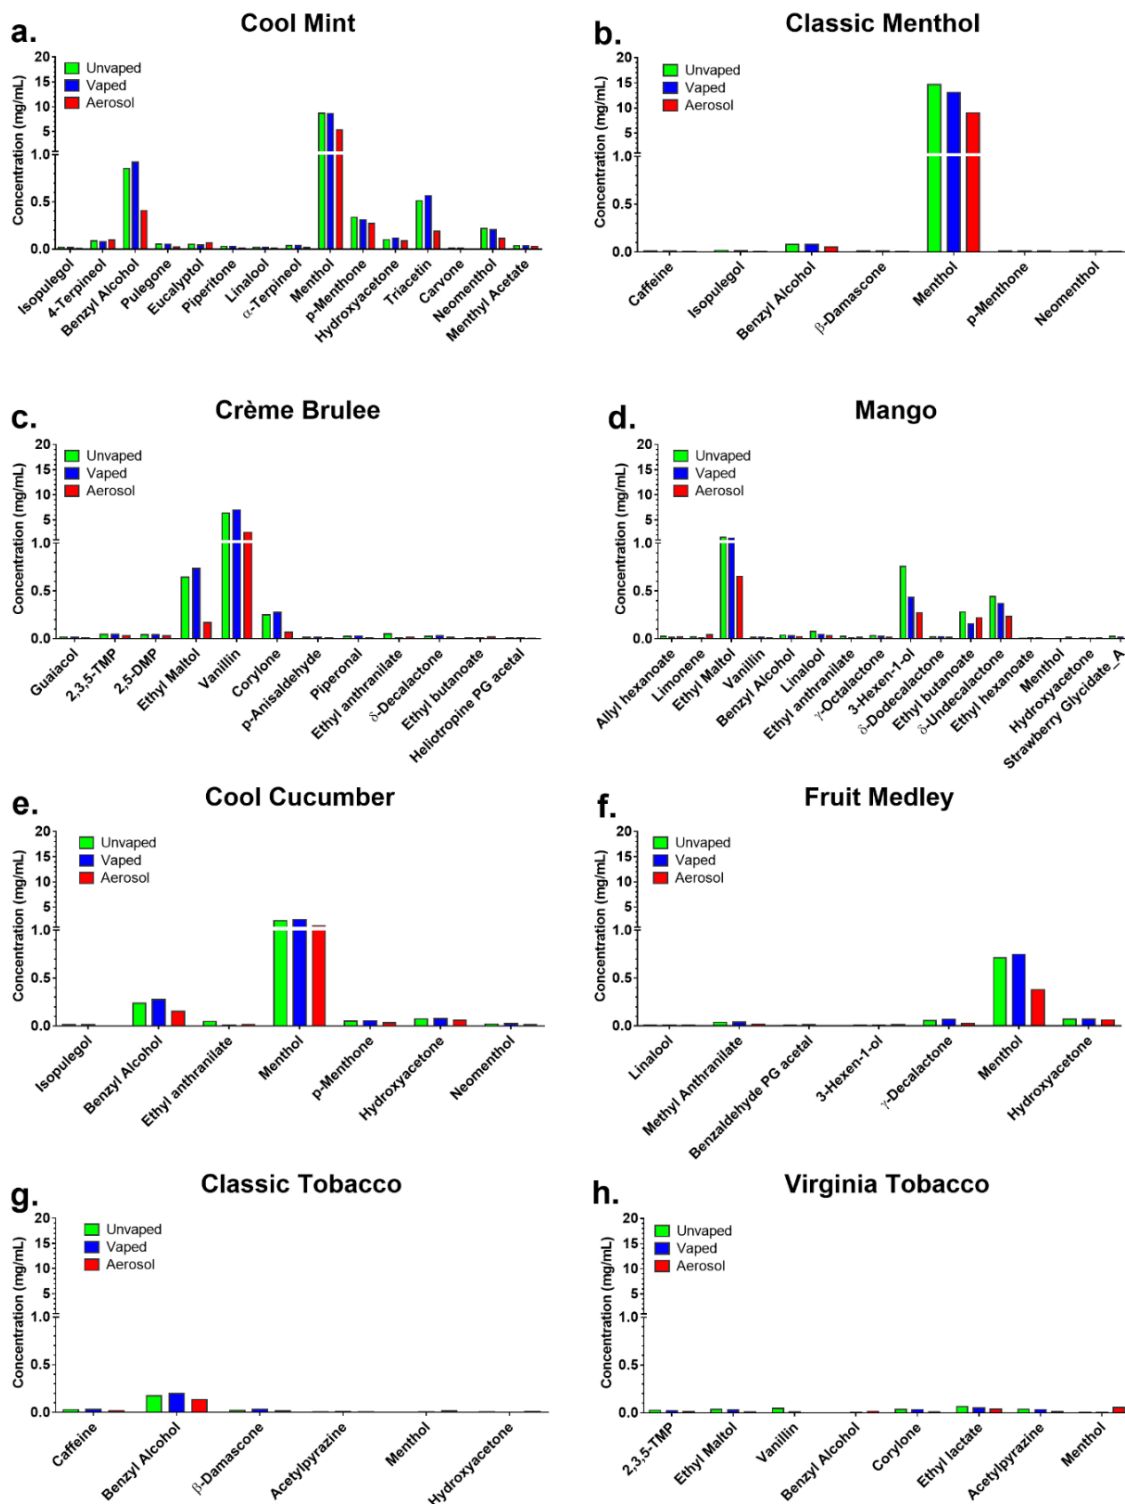 a.
Cool Mint
Concentration (mg/mL)
20
15
10
5
1.0
0.5
0.0
Unvaped
Vaped
Aerosol
Isopulegol
4-Terpineol
Benzyl Alcohol
Pulegone
Eucalyptol
Piperitone
Linalool
α-Terpineol
Menthol
p-Menthone
Hydroxyacetone
Triacetin
Carvone
Neomenthol
Menthyl Acetate
b.
Classic Menthol
Concentration (mg/mL)
20
15
10
5
1.0
0.5
0.0
Unvaped
Vaped
Aerosol
Caffeine
Isopulegol
Benzyl Alcohol
β-Damascone
Menthol
p-Menthone
Neomenthol
c.
Crème Brulee
Concentration (mg/mL)
20
15
10
5
1.0
0.5
0.0
Unvaped
Vaped
Aerosol
Guaiacol
2,3,5-TMP
2,5-DMP
Ethyl Maltol
Vanillin
Corylone
p-Anisaldehyde
Piperonal
Ethyl anthranilate
δ-Decalactone
Ethyl butanoate
Heliotropine PG acetal
d.
Mango
Concentration (mg/mL)
20
15
10
5
1.0
0.5
0.0
Unvaped
Vaped
Aerosol
Allyl hexanoate
Limonene
Ethyl Maltol
Vanillin
Benzyl Alcohol
Linalool
Ethyl anthranilate
γ-Octalactone
3-Hexen-1-ol
δ-Dodecalactone
Ethyl butanoate
δ-Undecalactone
Ethyl hexanoate
Menthol
Hydroxyacetone
Strawberry Glycidate_A
e.
Cool Cucumber
Concentration (mg/mL)
20
15
10
5
1.0
0.5
0.0
Unvaped
Vaped
Aerosol
Isopulegol
Benzyl Alcohol
Ethyl anthranilate
Menthol
p-Menthone
Hydroxyacetone
Neomenthol
f.
Fruit Medley
Concentration (mg/mL)
20
15
10
5
1.0
0.5
0.0
Unvaped
Vaped
Aerosol
Linalool
Methyl Anthranilate
Benzaldehyde PG acetal
3-Hexen-1-ol
γ-Decalactone
Menthol
Hydroxyacetone
g.
Classic Tobacco
Concentration (mg/mL)
20
15
10
5
1.0
0.5
0.0
Unvaped
Vaped
Aerosol
Caffeine
Benzyl Alcohol
β-Damascone
Acetylpyrazine
Menthol
Hydroxyacetone
h.
Virginia Tobacco
Concentration (mg/mL)
20
15
10
5
1.0
0.5
0.0
Unvaped
Vaped
Aerosol
2,3,5-TMP
Ethyl Maltol
Vanillin
Benzyl Alcohol
Corylone
Ethyl lactate
Acetylpyrazine
Menthol